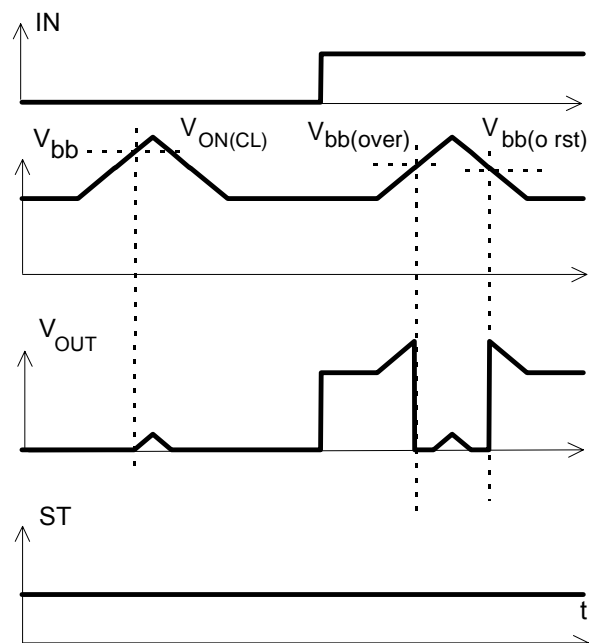 IN
Vbb
VON(CL)
Vbb(over)
Vbb(o rst)
VOUT
ST
t